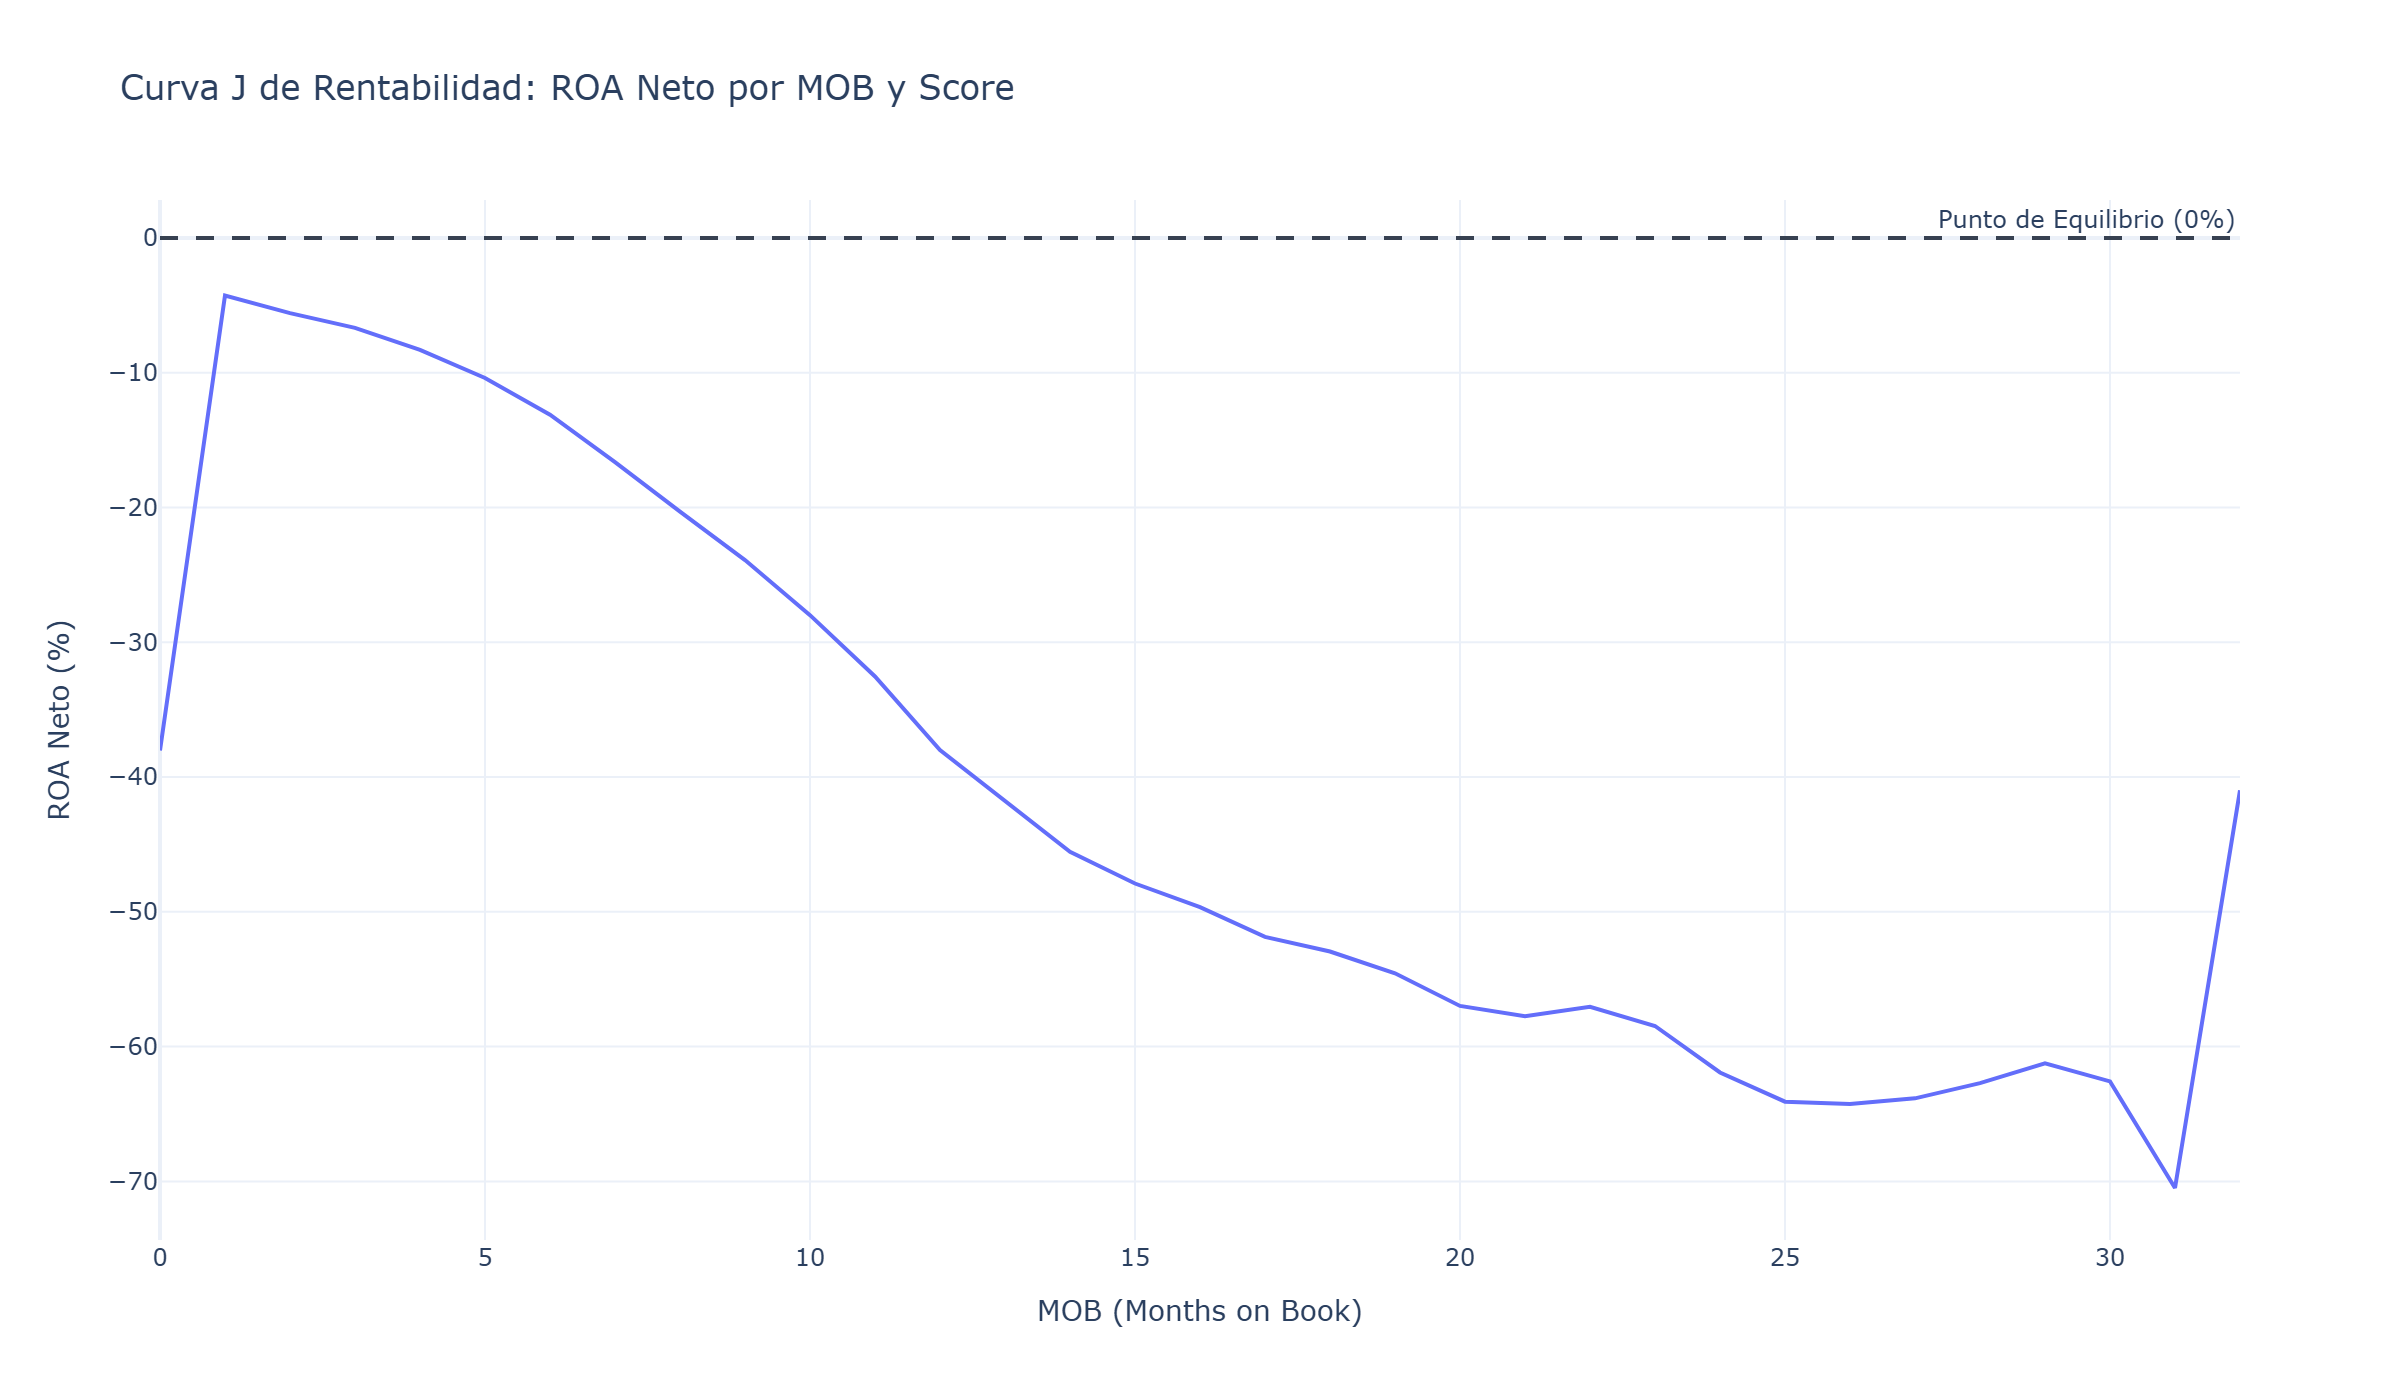 Curva J de Rentabilidad: ROA Neto por MOB y Score
Punto de Equilibrio (0%)
0
−10
−20
−30
−40
−50
−60
−70
ROA Neto (%)
0 5 10 15 20 25 30
MOB (Months on Book)